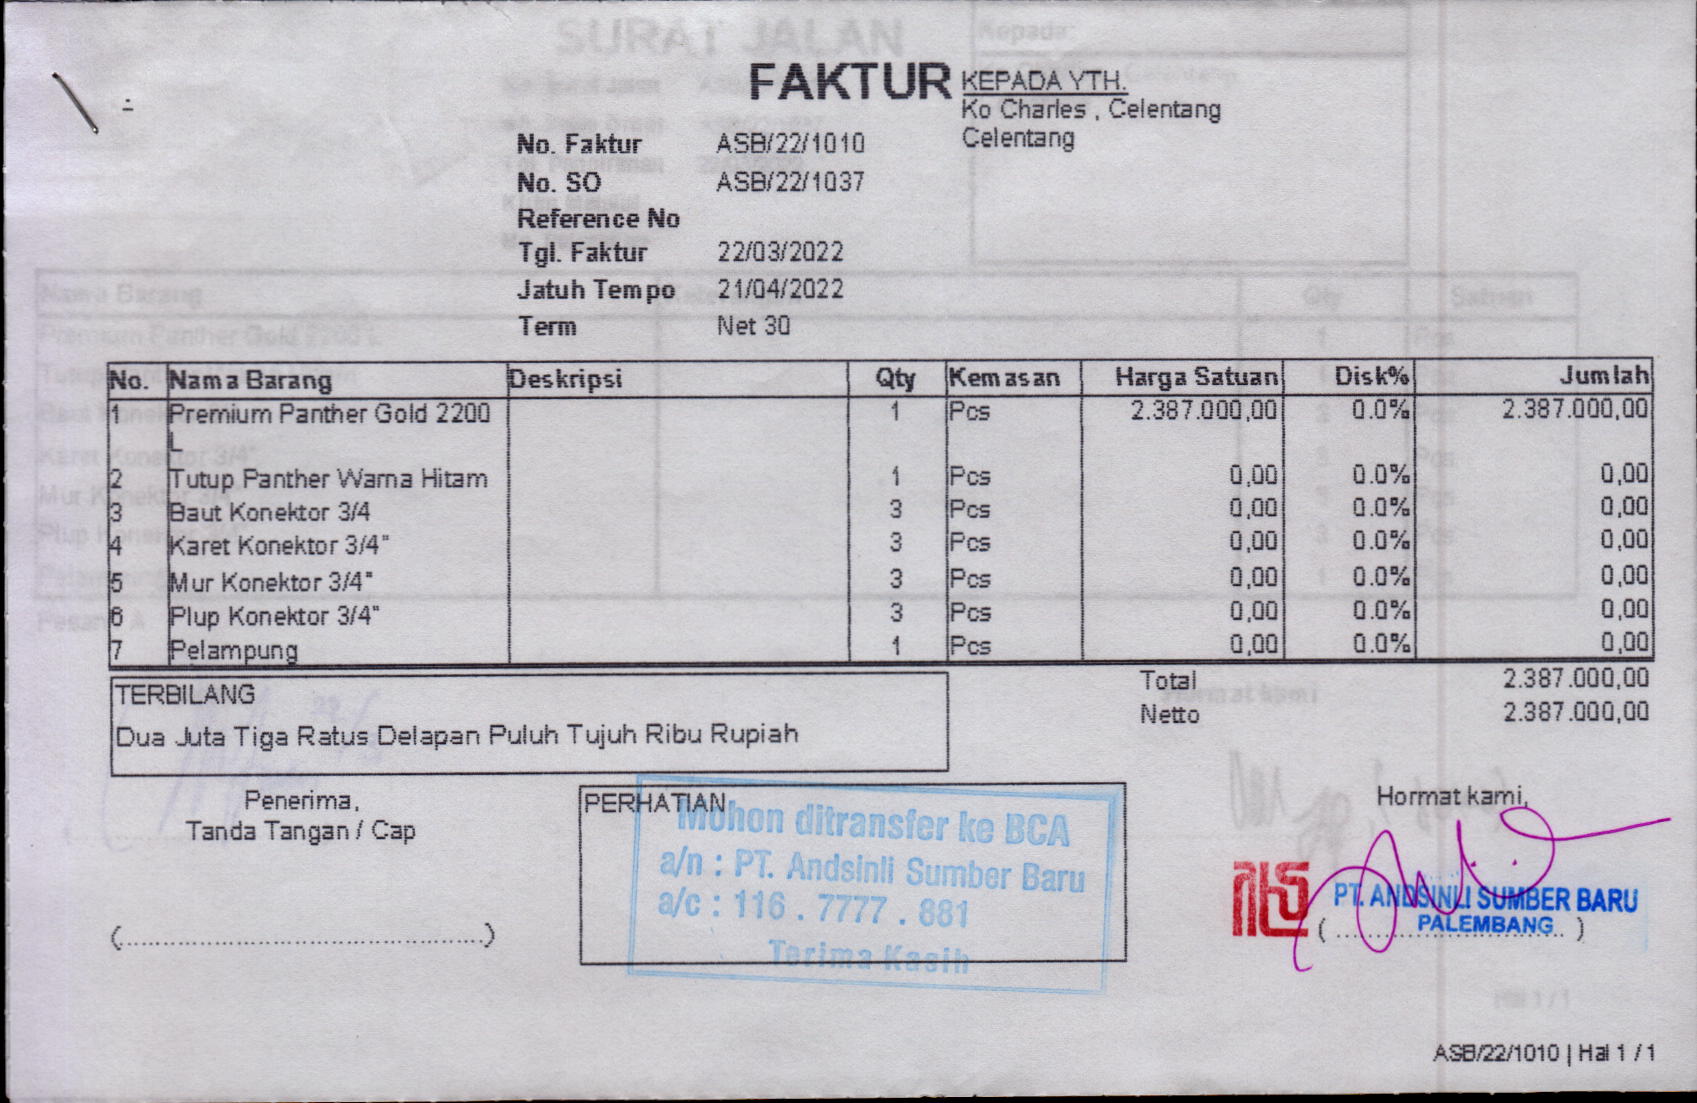 FAKTUR
KEPADA YTH.
Ko Charles , Celentang
Celentang
No. Faktur ASB/22/1010
No. SO ASB/22/1037
Reference No
Tgl. Faktur 22/03/2022
Jatuh Tempo 21/04/2022
Term Net 30
No. Nama Barang Deskripsi Qty Kemasan Harga Satuan Disk% Jumlah
1 Premium Panther Gold 2200 1 Pcs 2.387.000,00 0.0% 2.387.000,00
L
2 Tutup Panther Warna Hitam 1 Pcs 0,00 0.0% 0,00
3 Baut Konektor 3/4 3 Pcs 0,00 0.0% 0,00
4 Karet Konektor 3/4" 3 Pcs 0,00 0.0% 0,00
5 Mur Konektor 3/4" 3 Pcs 0,00 0.0% 0,00
6 Plup Konektor 3/4" 3 Pcs 0,00 0.0% 0,00
7 Pelampung 1 Pcs 0,00 0.0% 0,00
Total 2.387.000,00
Netto 2.387.000,00
TERBILANG
Dua Juta Tiga Ratus Delapan Puluh Tujuh Ribu Rupiah
Penerima,
Tanda Tangan / Cap
(................................................)
PERHATIAN
Mohon ditransfer ke BCA
a/n : PT. Andsinli Sumber Baru
a/c : 116 . 7777 . 881
Terima Kasih
Hormat kami,
PT. ANDSINLI SUMBER BARU
PALEMBANG
ASB/22/1010 | Hal 1 / 1